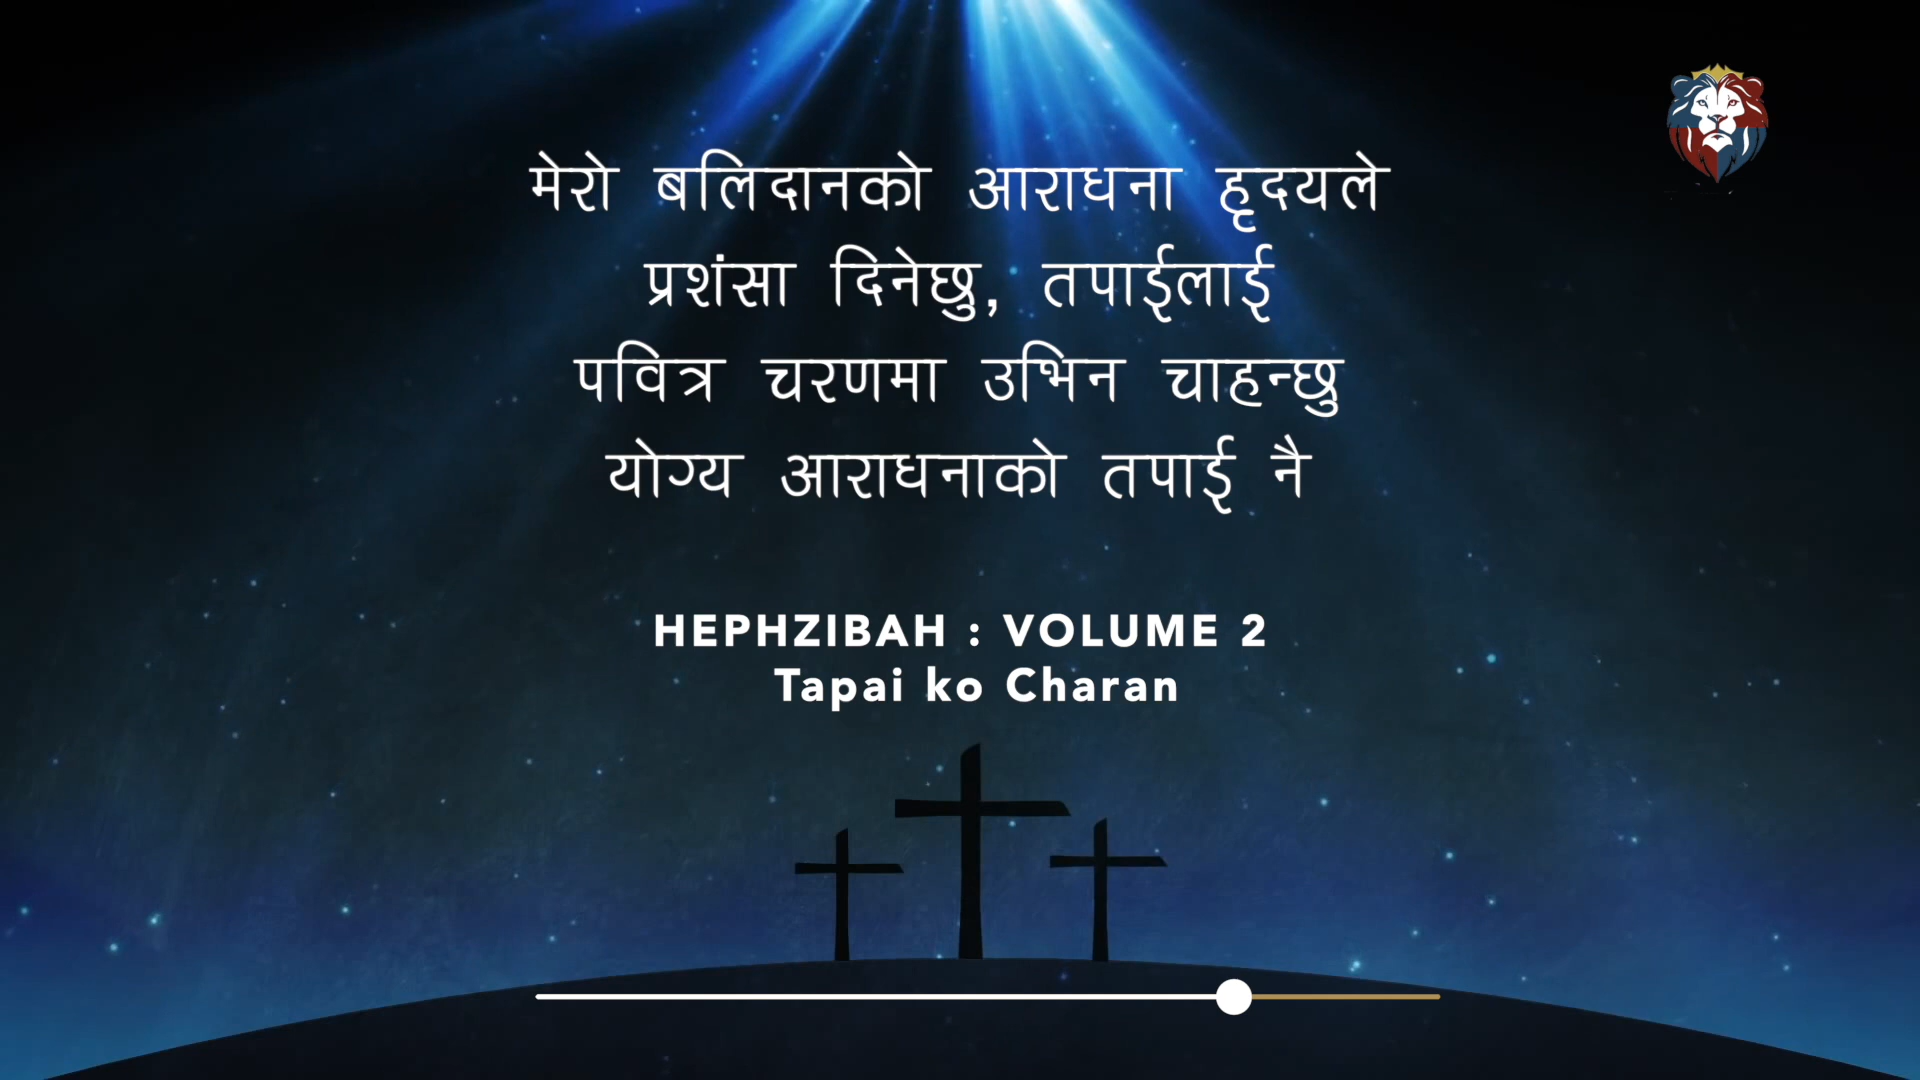 मेरो बलिदानको आराधना हृदयले
प्रशंसा दिनेछु, तपाईलाई
पवित्र चरणमा उभिन चाहन्छु
योग्य आराधनाको तपाई नै
HEPHZIBAH : VOLUME 2
Tapai ko Charan